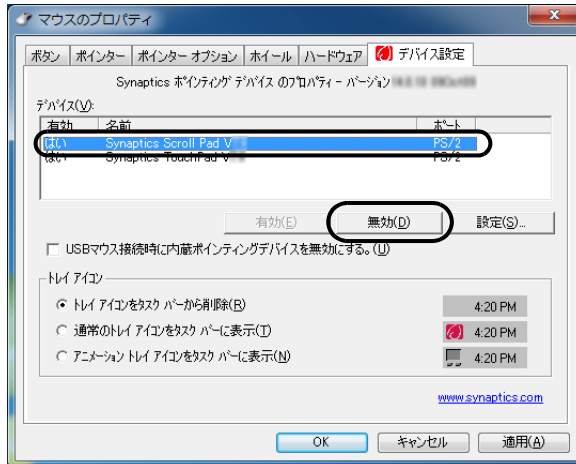 マウスのプロパティ
ボタン ポインター ポインター オプション ホイール ハードウェア デバイス設定
Synaptics ポインティング デバイス のプロパティ - バージョン
デバイス(V):
有効 名前 ポート
はい Synaptics Scroll Pad V PS/2
はい Synaptics TouchPad V PS/2
有効(E) 無効(D) 設定(S)...
USBマウス接続時に内蔵ポインティングデバイスを無効にする。(U)
トレイ アイコン
トレイ アイコンをタスク バーから削除(R) 4:20 PM
通常のトレイ アイコンをタスク バーに表示(T) 4:20 PM
アニメーション トレイ アイコンをタスク バーに表示(N) 4:20 PM
www.synaptics.com
OK キャンセル 適用(A)